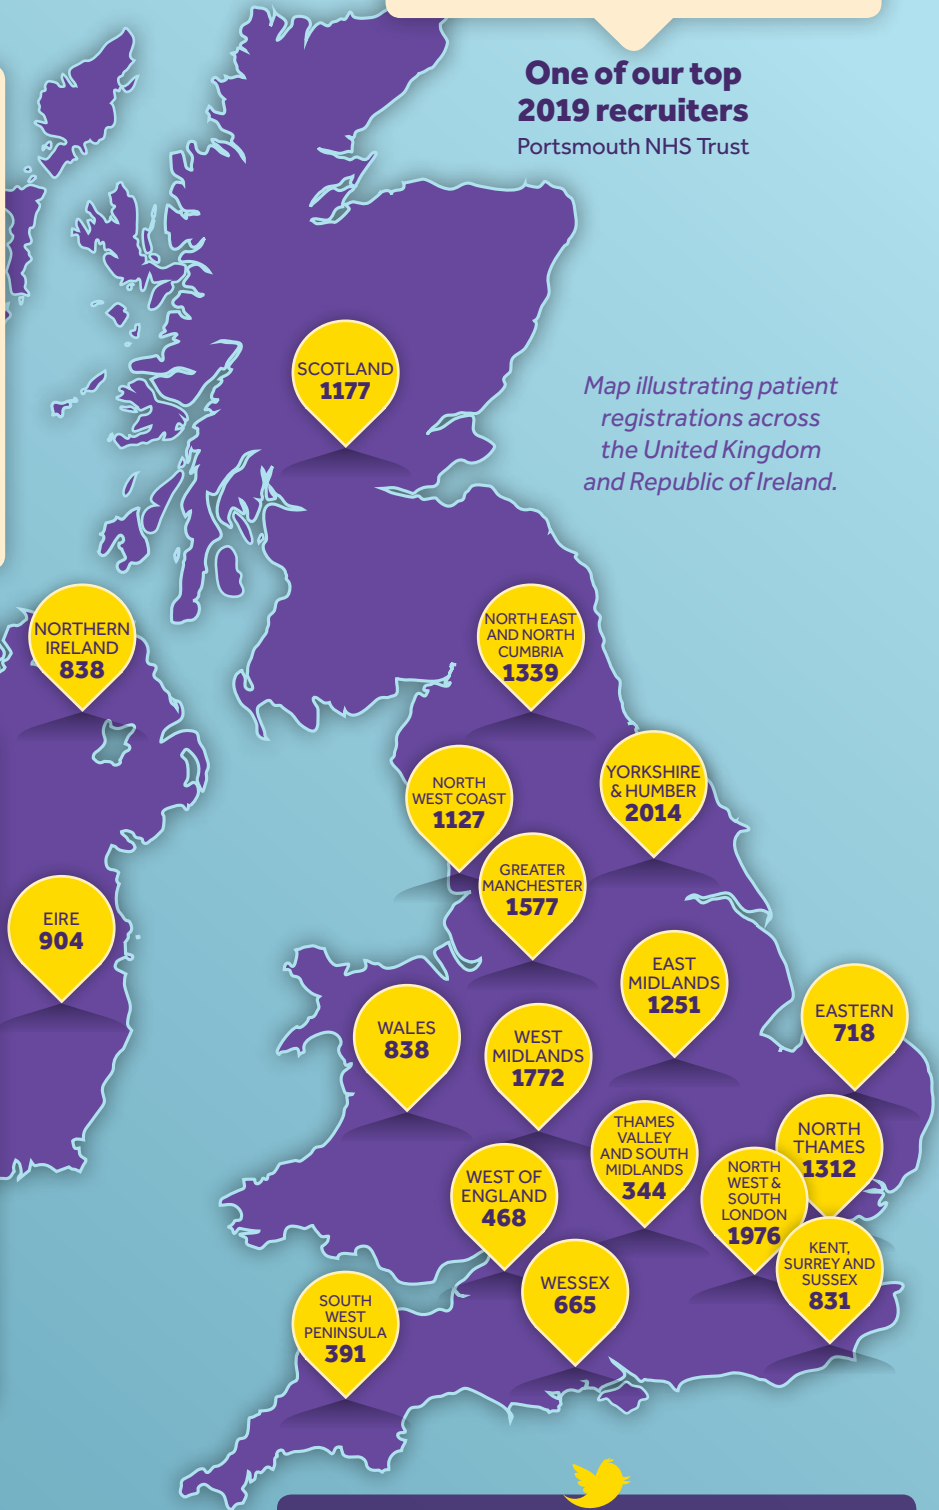 One of our top
2019 recruiters
Portsmouth NHS Trust
SCOTLAND
1177
Map illustrating patient
registrations across
the United Kingdom
and Republic of Ireland.
NORTHERN
IRELAND
838
NORTH EAST
AND NORTH
CUMBRIA
1339
NORTH
WEST COAST
1127
YORKSHIRE
& HUMBER
2014
GREATER
MANCHESTER
1577
EIRE
904
EAST
MIDLANDS
1251
EASTERN
718
WALES
838
WEST
MIDLANDS
1772
THAMES
VALLEY
AND SOUTH
MIDLANDS
344
NORTH
THAMES
1312
WEST OF
ENGLAND
468
NORTH
WEST &
SOUTH
LONDON
1976
KENT,
SURREY AND
SUSSEX
831
WESSEX
665
SOUTH
WEST
PENINSULA
391